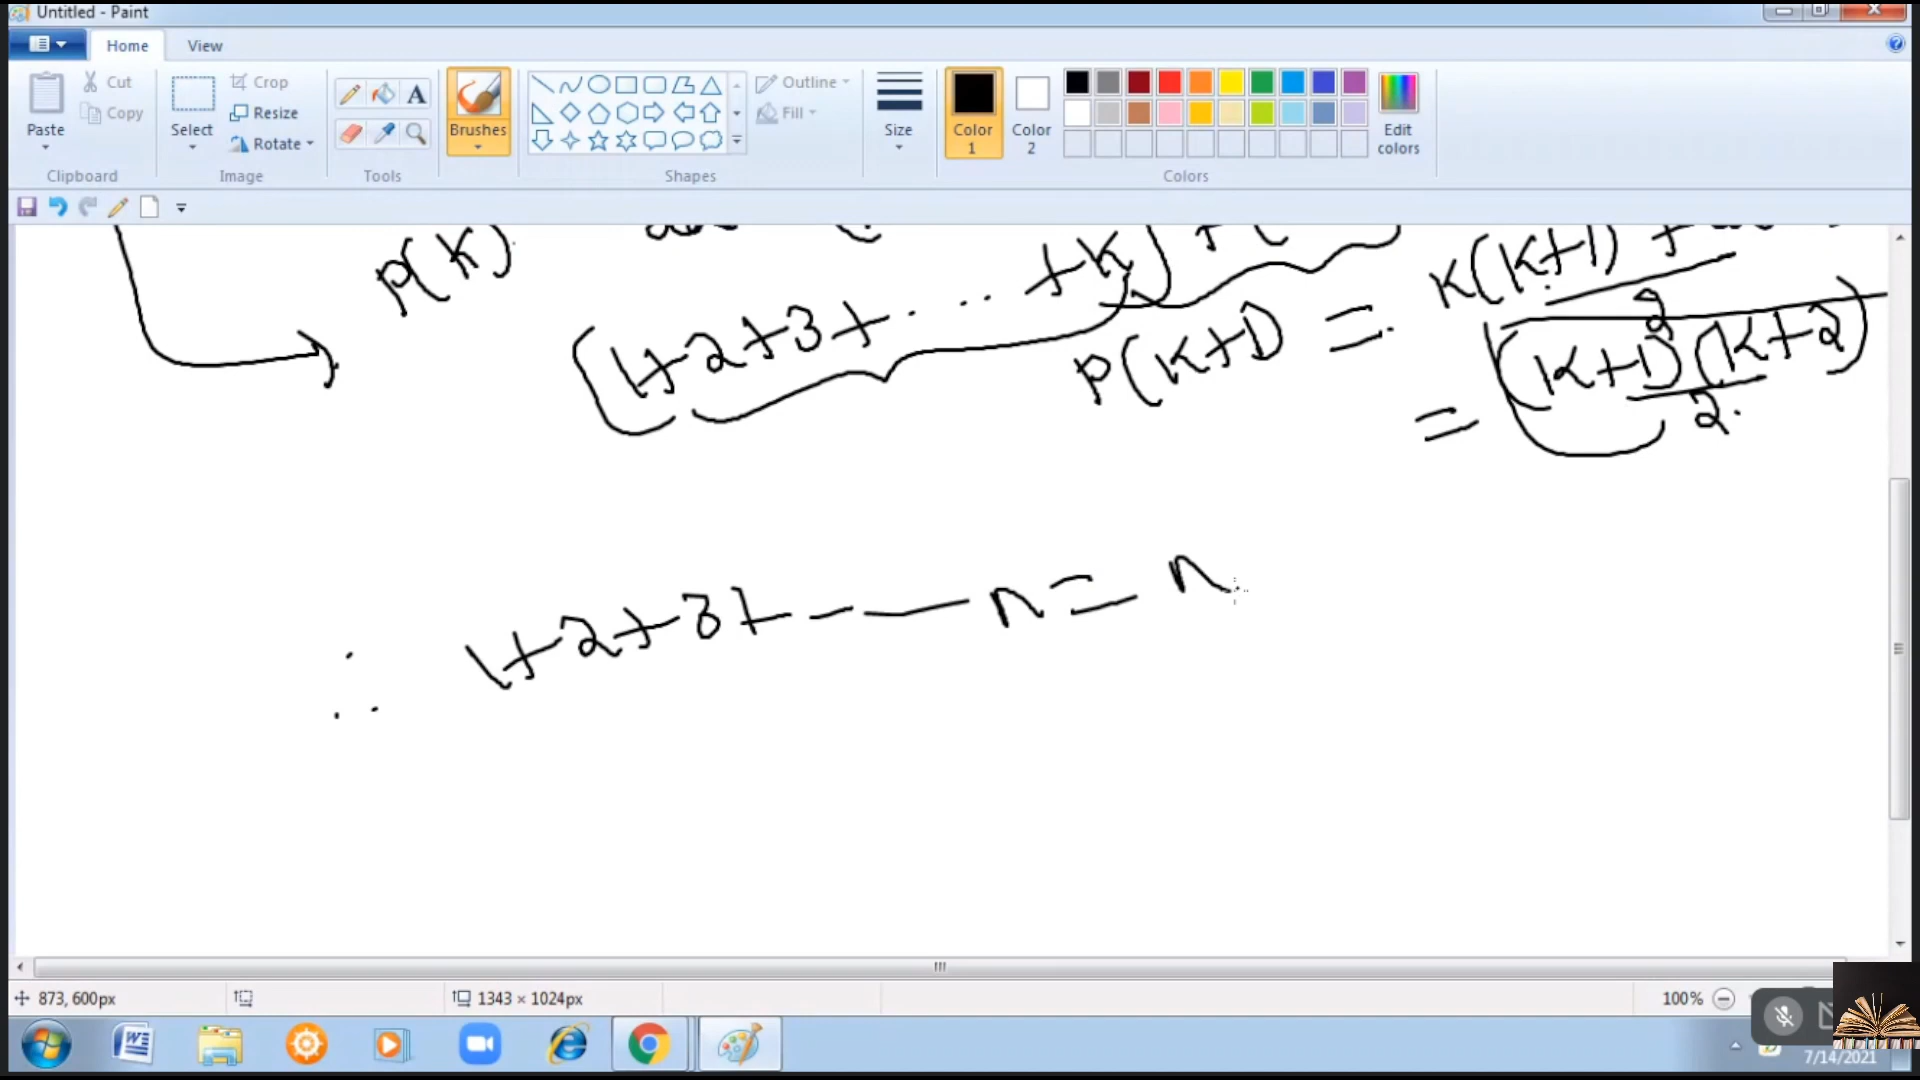 Untitled - Paint
Home View
Paste
Cut
Copy
Clipboard
Select
Crop
Resize
Rotate
Image
Tools
Brushes
Outline
Fill
Shapes
Size
Color 1
Color 2
Edit colors
Colors
P(K)
[1+2+3+.... +K]
P(K+1) = K(K+1) +
2
= (K+1)(K+2)
2.
∴ 1+2+3+ - — n = n
873, 600px
1343 × 1024px
100%
7/14/2021